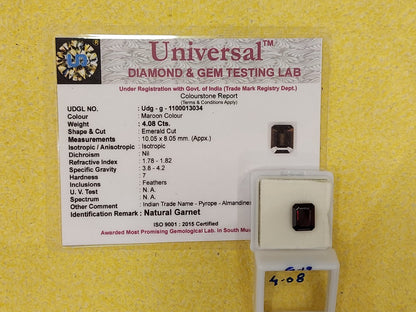 Universal™
DIAMOND & GEM TESTING LAB
Under Registration with Govt. of India (Trade Mark Registry Dept.)
Colourstone Report
(Terms & Conditions Apply)
UDGL NO. : Udg - g - 1100013034
Colour : Maroon Colour
Weight : 4.08 Cts.
Shape & Cut : Emerald Cut
Measurements : 10.05 x 8.05 mm. (Appx.)
Isotropic / Anisotropic : Isotropic
Dichroism : Nil
Refractive Index : 1.78 - 1.82
Specific Gravity : 3.8 - 4.2
Hardness : 7
Inclusions : Feathers
U. V. Test : N. A.
Spectrum : N. A.
Other Comment : Indian Trade Name - Pyrope - Almandine
Identification Remark : Natural Garnet
ISO 9001 : 2015 Certified
Awarded Most Promising Gemological Lab. in South Mu
4.08